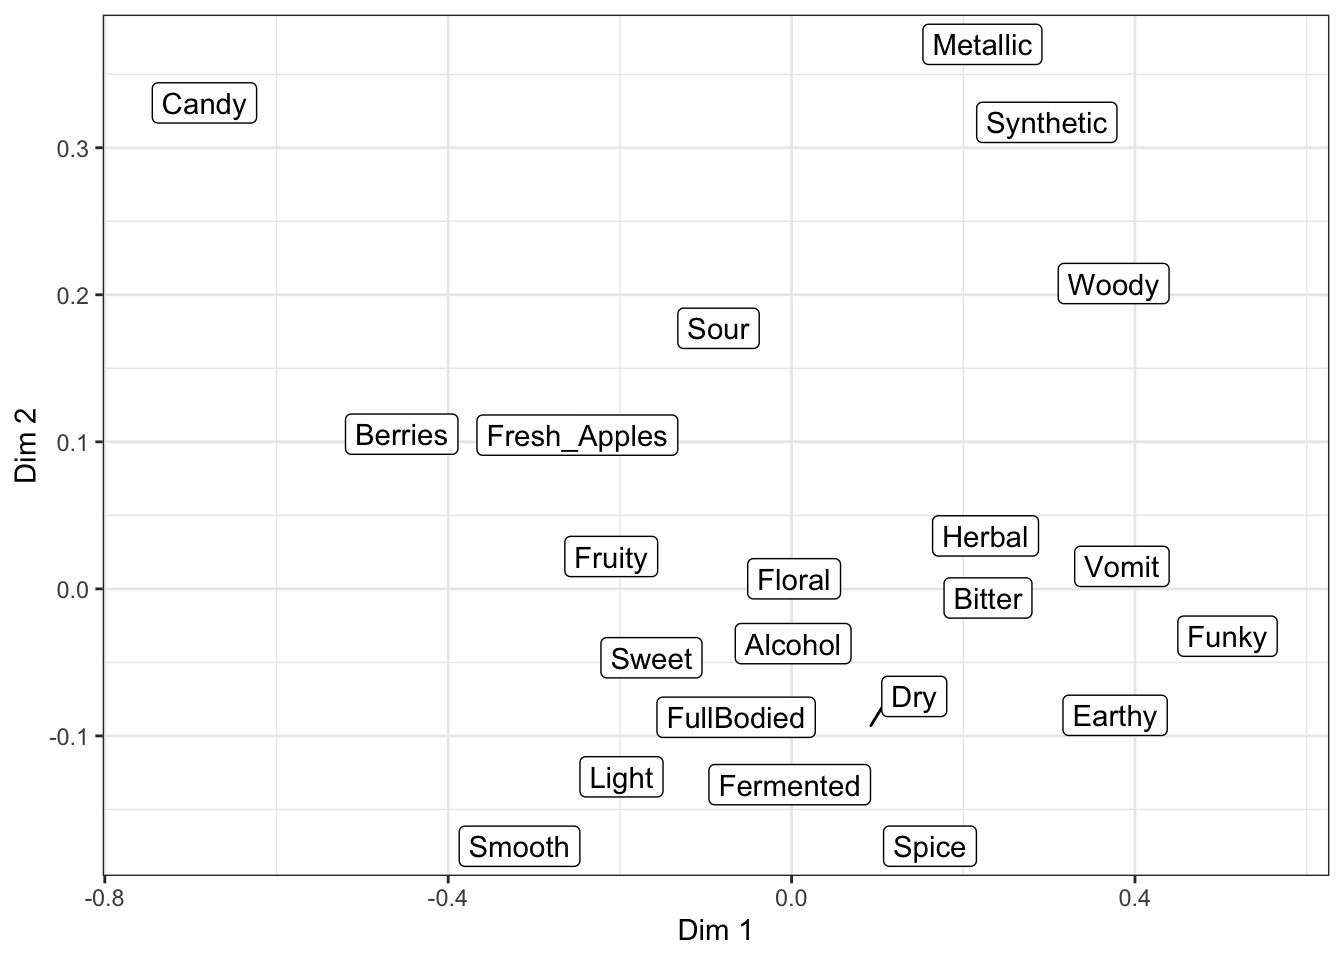 Metallic
Candy
Synthetic
0.3
Woody
0.2
Sour
Berries
Fresh_Apples
0.1
Dim 2
Herbal
Fruity
Vomit
Floral
0.0
Bitter
Funky
Alcohol
Sweet
Dry
FullBodied
Earthy
-0.1
Light
Fermented
Smooth
Spice
-0.8
-0.4
0.0
0.4
Dim 1